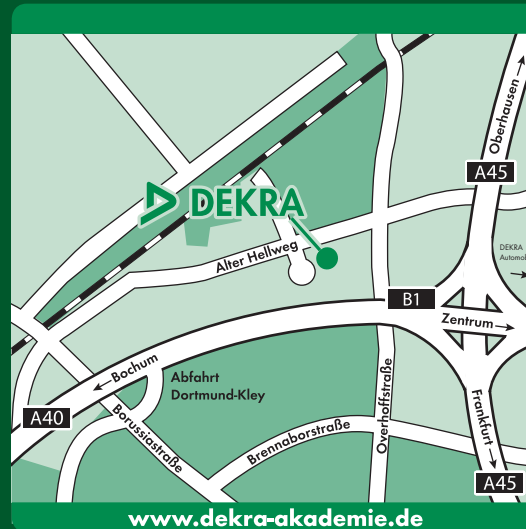 Oberhausen
A45
DEKRA
DEKRA
Automob
Alter Hellweg
B1
Zentrum
Bochum
Abfahrt
Dortmund-Kley
A40
Borussiastraße
Brennaborstraße
Overhoffstraße
Frankfurt
A45
www.dekra-akademie.de